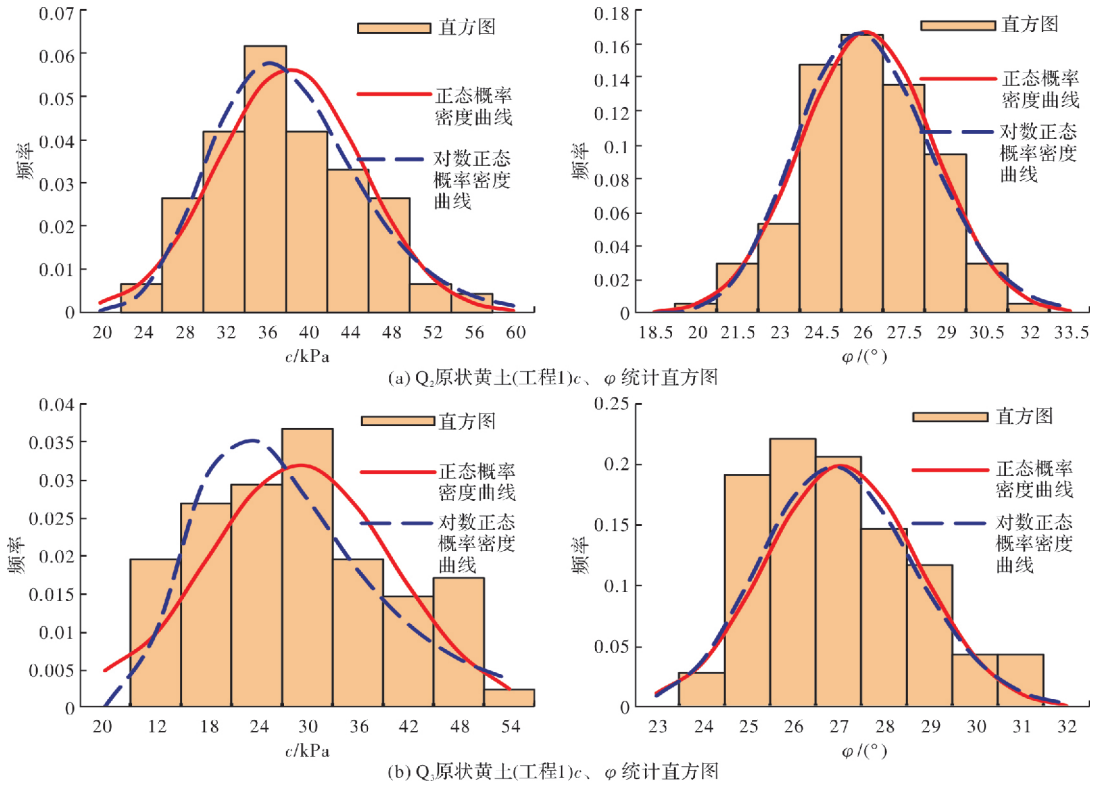 0.07
0.06
0.05
0.04
0.03
0.02
0.01
0
频率
直方图
正态概率
密度曲线
对数正态
概率密度
曲线
20 24 28 32 36 40 44 48 52 56 60
c/kPa
0.18
0.16
0.14
0.12
0.1
0.08
0.06
0.04
0.02
0
频率
直方图
正态概率
密度曲线
对数正态
概率密度
曲线
18.5 20 21.5 23 24.5 26 27.5 29 30.5 32 33.5
φ/(°)
(a) Q₂原状黄土(工程1)c、φ 统计直方图
0.04
0.035
0.03
0.025
0.02
0.015
0.01
0.005
0
频率
直方图
正态概率
密度曲线
对数正态
概率密度
曲线
20 12 18 24 30 36 42 48 54
c/kPa
0.25
0.2
0.15
0.1
0.05
0
频率
直方图
正态概率
密度曲线
对数正态
概率密度
曲线
23 24 25 26 27 28 29 30 31 32
φ/(°)
(b) Q₃原状黄土(工程1)c、φ 统计直方图